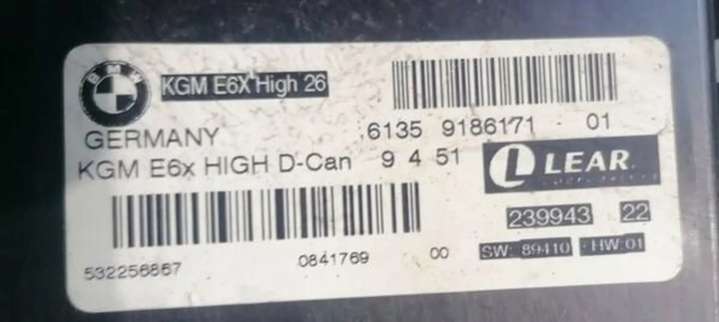 BMW
KGM E6X High 26
GERMANY
6135 9186171 01
KGM E6x HIGH D-Can 9 4 51
LEAR
239943 22
532256867 0841769 00
SW: 89410 HW:01